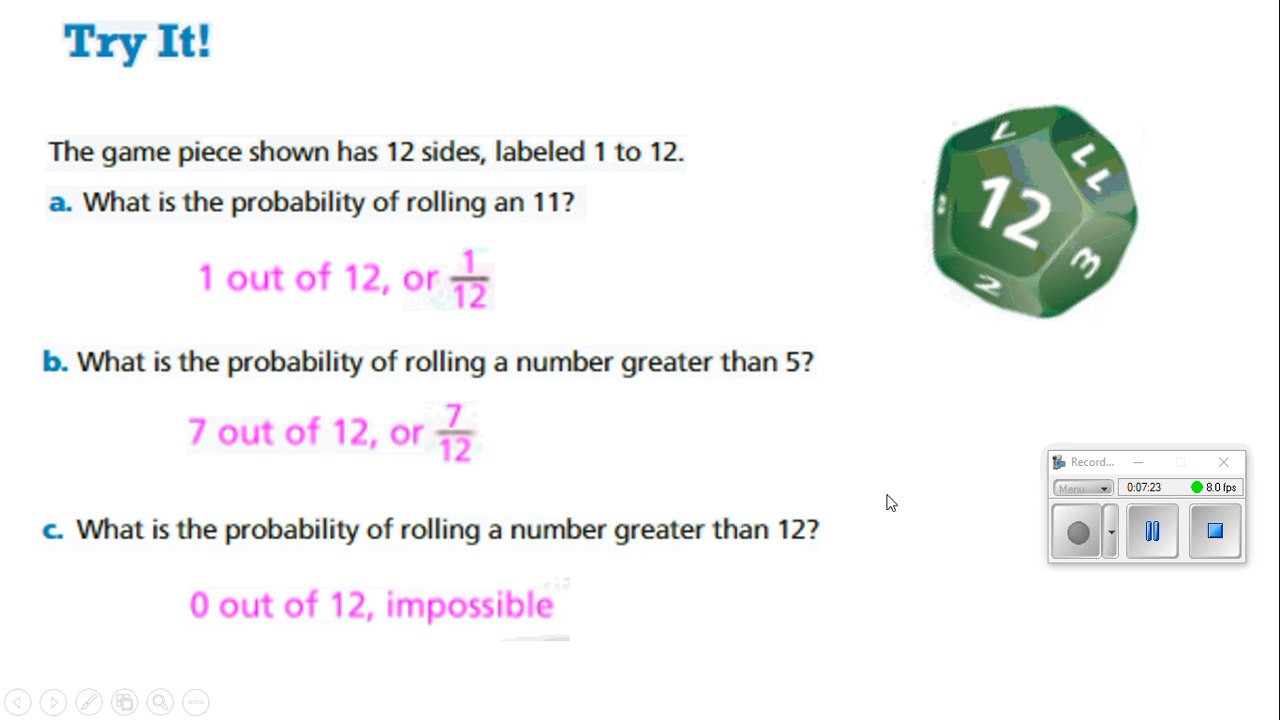 Try It!
The game piece shown has 12 sides, labeled 1 to 12.
a. What is the probability of rolling an 11?
1 out of 12, or 1/12
b. What is the probability of rolling a number greater than 5?
7 out of 12, or 7/12
c. What is the probability of rolling a number greater than 12?
0 out of 12, impossible
7
11
12
3
2
Record...
Menu
0:07:23
8.0 fps